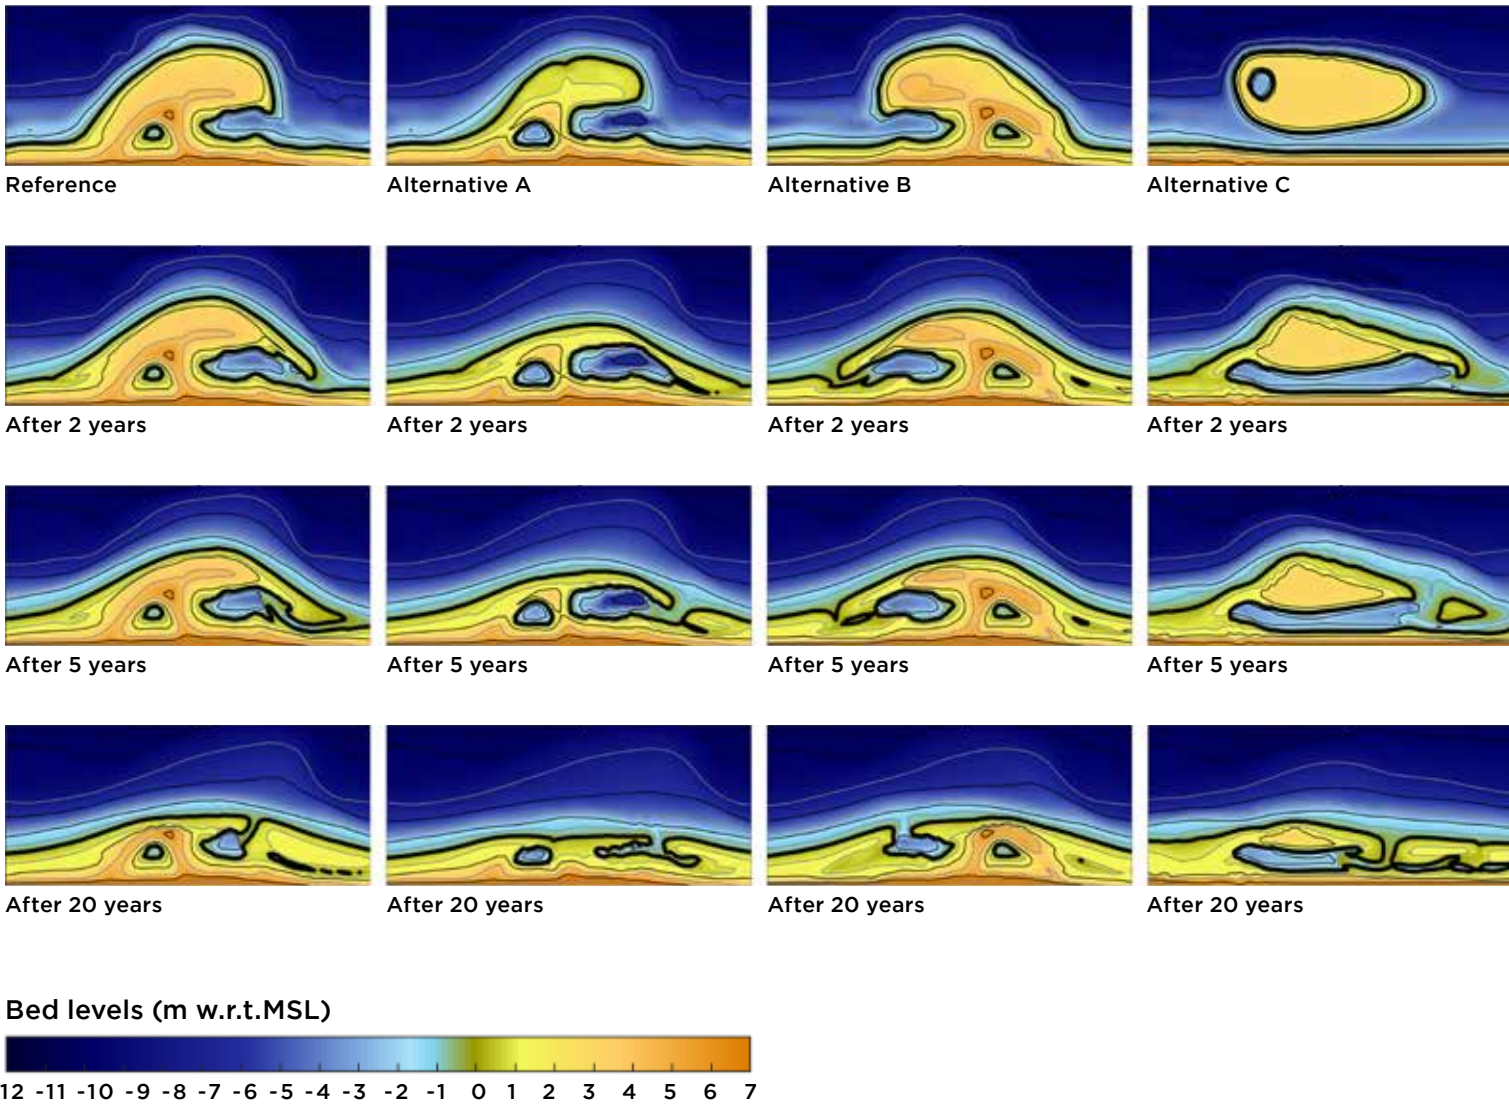 Reference Alternative A Alternative B Alternative C
After 2 years After 2 years After 2 years After 2 years
After 5 years After 5 years After 5 years After 5 years
After 20 years After 20 years After 20 years After 20 years
Bed levels (m w.r.t.MSL)
12 -11 -10 -9 -8 -7 -6 -5 -4 -3 -2 -1 0 1 2 3 4 5 6 7